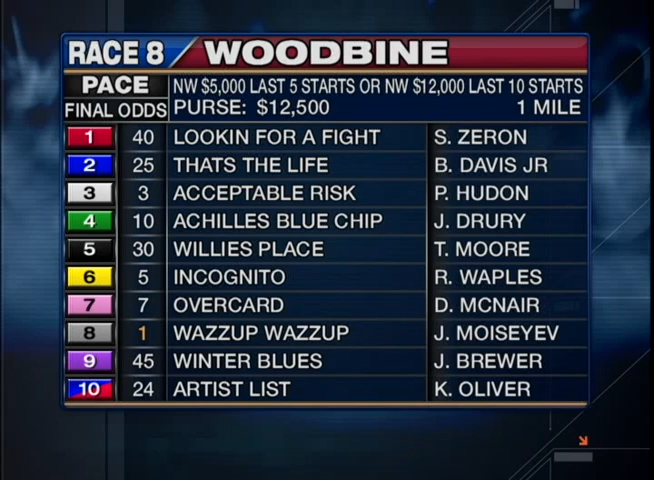 RACE 8 WOODBINE
PACE NW $5,000 LAST 5 STARTS OR NW $12,000 LAST 10 STARTS
FINAL ODDS PURSE: $12,500 1 MILE
1 40 LOOKIN FOR A FIGHT S. ZERON
2 25 THATS THE LIFE B. DAVIS JR
3 3 ACCEPTABLE RISK P. HUDON
4 10 ACHILLES BLUE CHIP J. DRURY
5 30 WILLIES PLACE T. MOORE
6 5 INCOGNITO R. WAPLES
7 7 OVERCARD D. MCNAIR
8 1 WAZZUP WAZZUP J. MOISEYEV
9 45 WINTER BLUES J. BREWER
10 24 ARTIST LIST K. OLIVER